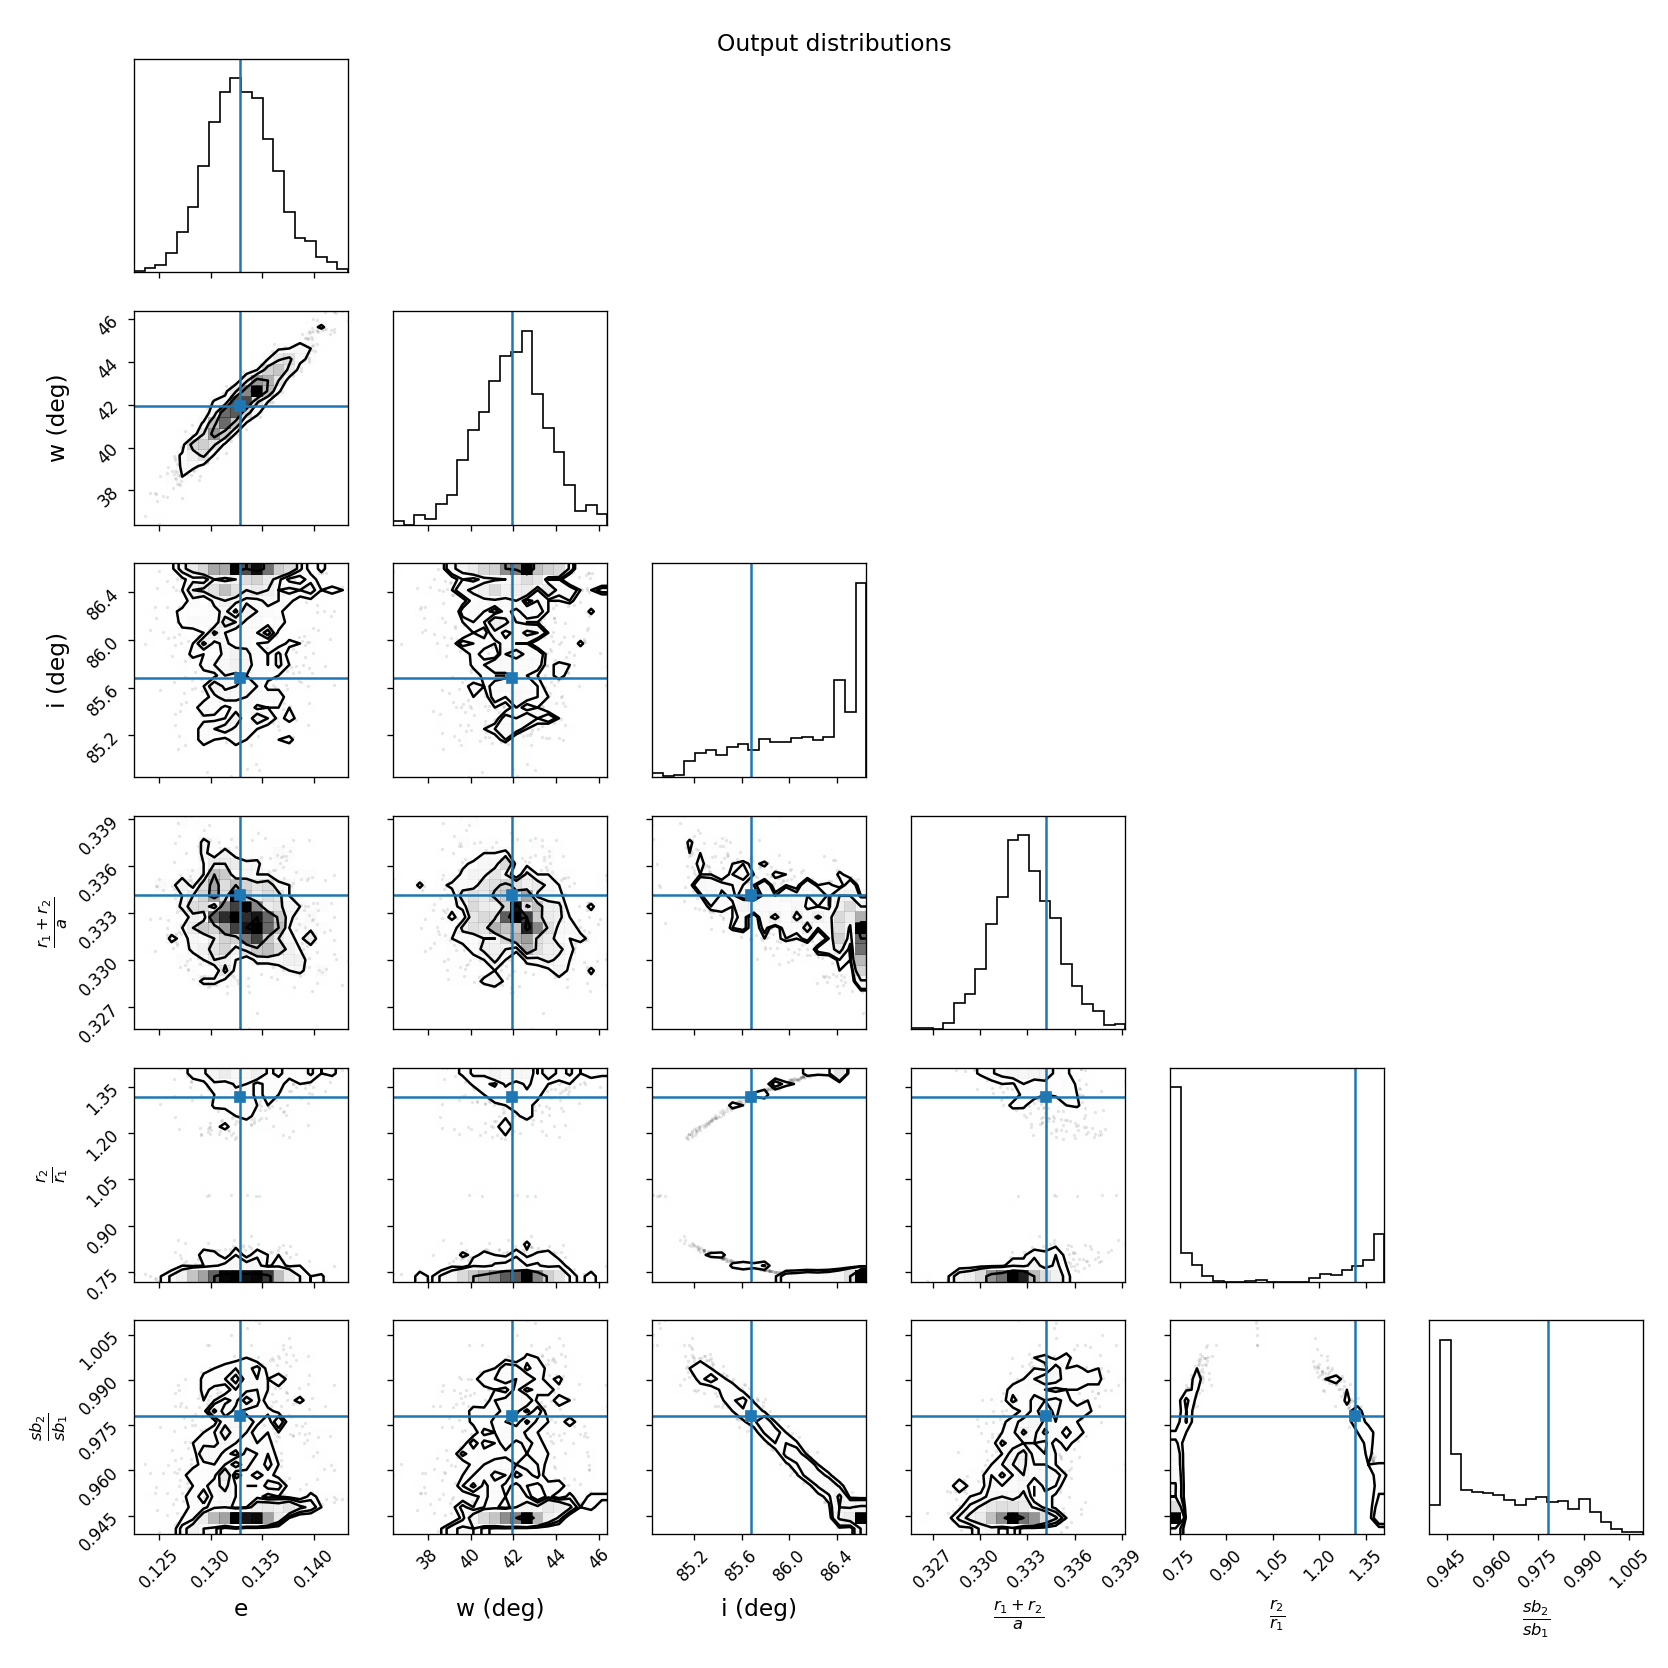 Output distributions
46
44
42
40
38
w (deg)
86.4
86.0
85.6
85.2
i (deg)
0.339
0.336
0.333
0.330
0.327
r₁ + r₂
a
1.35
1.20
1.05
0.90
0.75
r₂
r₁
1.005
0.990
0.975
0.960
0.945
sb₂
sb₁
0.125 0.130 0.135 0.140 38 40 42 44 46 85.2 85.6 86.0 86.4 0.327 0.330 0.333 0.336 0.339 0.75 0.90 1.05 1.20 1.35 0.945 0.960 0.975 0.990 1.005
e w (deg) i (deg)
r₁ + r₂
a
r₂
r₁
sb₂
sb₁